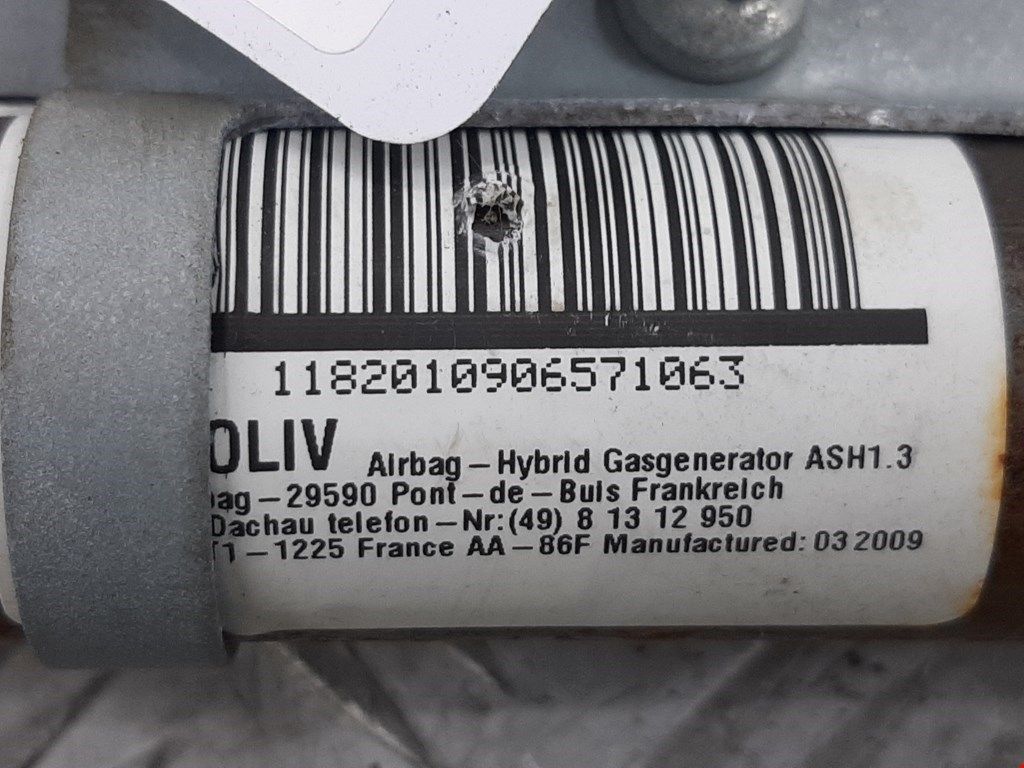 1182010906571063
OLIV Airbag-Hybrid Gasgenerator ASH1.3
bag-29590 Pont-de-Buis Frankreich
Dachau telefon-Nr:(49) 8 13 12 950
1-1225 France AA-86F Manufactured: 03 2009